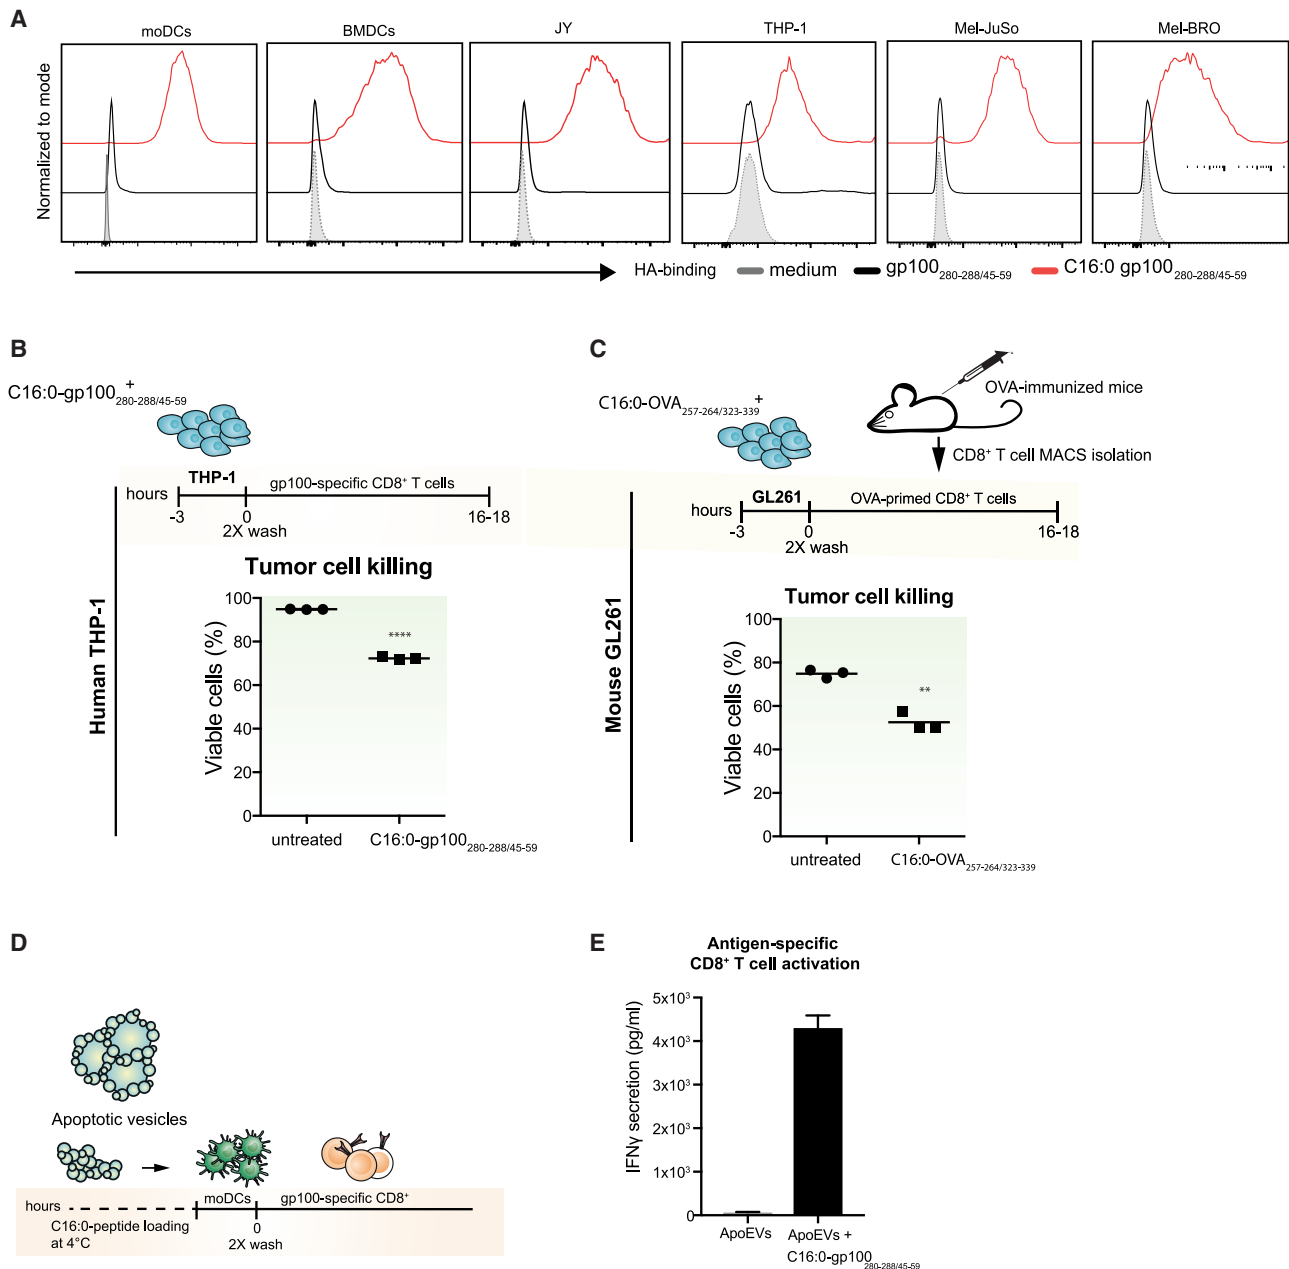 A
moDCs
BMDCs
JY
THP-1
Mel-JuSo
Mel-BRO
Normalized to mode
HA-binding
medium
gp100280-288/45-59
C16:0 gp100280-288/45-59
B
C16:0-gp100280-288/45-59 +
THP-1
gp100-specific CD8+ T cells
hours
-3
0
16-18
2X wash
Human THP-1
Tumor cell killing
Viable cells (%)
100
80
60
40
20
0
****
untreated
C16:0-gp100280-288/45-59
C
C16:0-OVA257-264/323-339 +
OVA-immunized mice
CD8+ T cell MACS isolation
GL261
OVA-primed CD8+ T cells
hours
-3
0
16-18
2X wash
Mouse GL261
Tumor cell killing
Viable cells (%)
100
80
60
40
20
0
**
untreated
C16:0-OVA257-264/323-339
D
Apoptotic vesicles
hours
moDCs
gp100-specific CD8+
C16:0-peptide loading
at 4°C
0
2X wash
E
Antigen-specific
CD8+ T cell activation
IFNγ secretion (pg/ml)
5x10³
4x10³
3x10³
2x10³
1x10³
0
ApoEVs
ApoEVs +
C16:0-gp100280-288/45-59